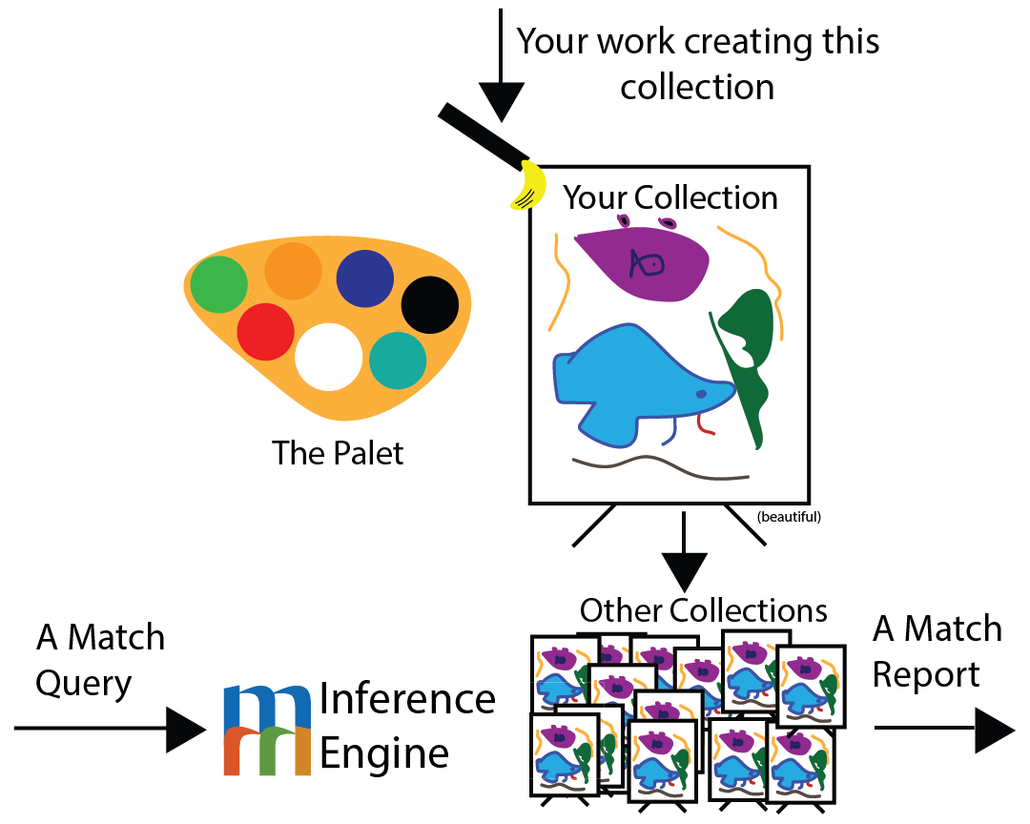 Your work creating this
collection
Your Collection
The Palet
(beautiful)
Other Collections
A Match
Query
Inference
Engine
A Match
Report